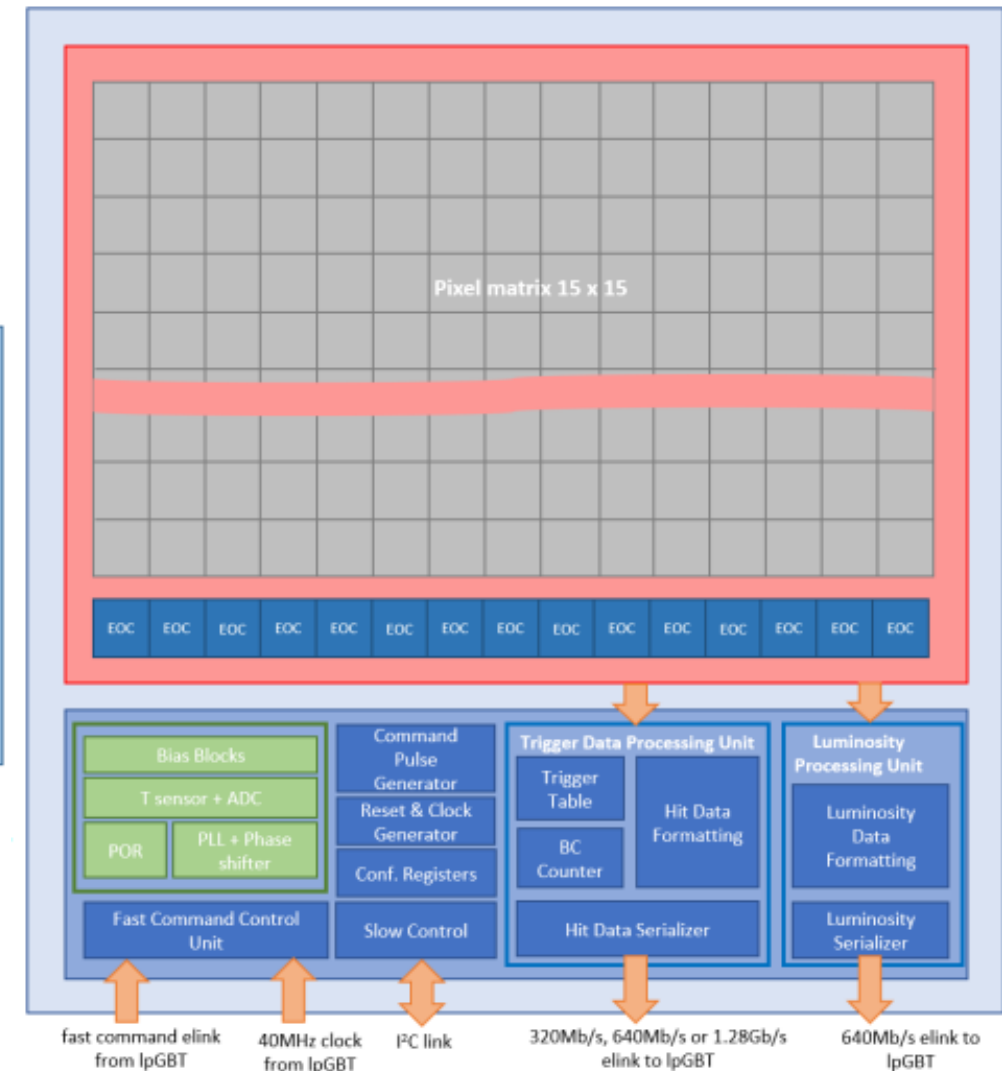 Pixel matrix 15 x 15
EOC EOC EOC EOC EOC EOC EOC EOC EOC EOC EOC EOC EOC EOC EOC
Bias Blocks
T sensor + ADC
POR
PLL + Phase
shifter
Fast Command Control
Unit
Command
Pulse
Generator
Reset & Clock
Generator
Conf. Registers
Slow Control
Trigger Data Processing Unit
Trigger
Table
BC
Counter
Hit Data
Formatting
Hit Data Serializer
Luminosity
Processing Unit
Luminosity
Data
Formatting
Luminosity
Serializer
fast command elink
from lpGBT
40MHz clock
from lpGBT
I²C link
320Mb/s, 640Mb/s or 1.28Gb/s
elink to lpGBT
640Mb/s elink to
lpGBT